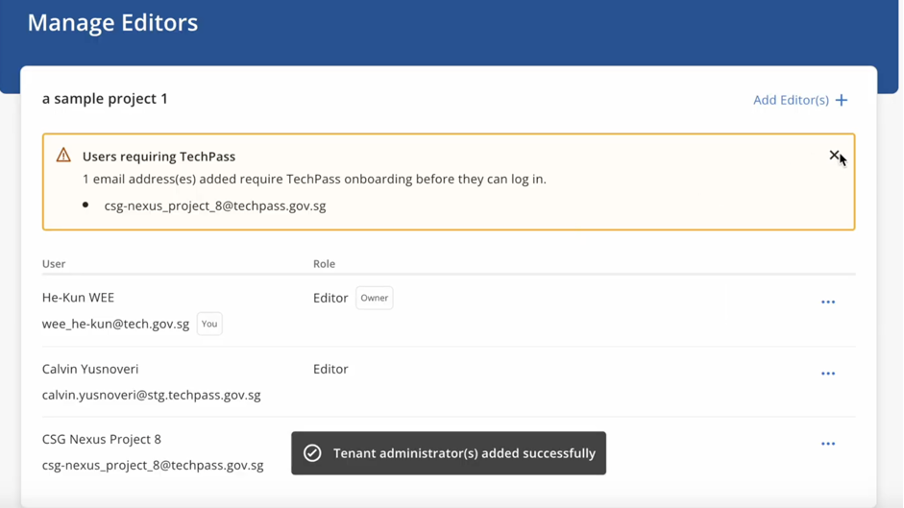 Manage Editors
a sample project 1
Add Editor(s) +
Users requiring TechPass
1 email address(es) added require TechPass onboarding before they can log in.
• csg-nexus_project_8@techpass.gov.sg
User Role
He-Kun WEE Editor Owner
wee_he-kun@tech.gov.sg You
Calvin Yusnoveri Editor
calvin.yusnoveri@stg.techpass.gov.sg
CSG Nexus Project 8
csg-nexus_project_8@techpass.gov.sg
Tenant administrator(s) added successfully